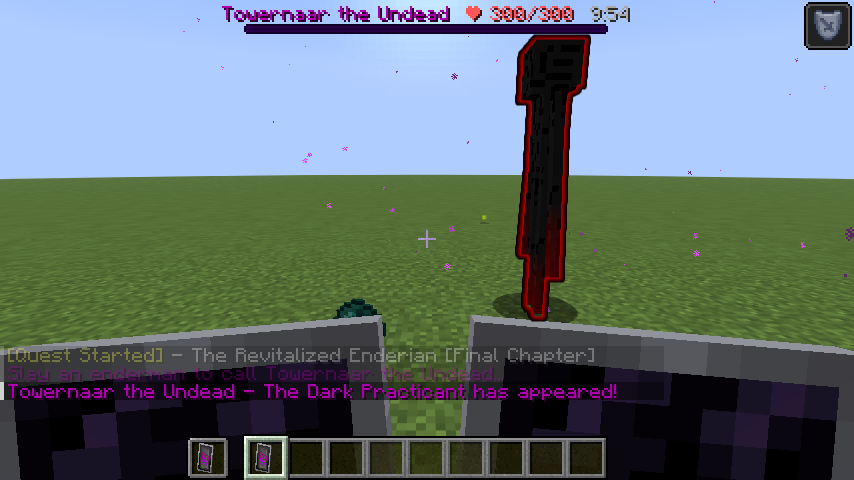 Towernaar the Undead ❤ 300/300 9:54
[Quest Started] - The Revitalized Enderian [Final Chapter]
Slay an enderman to call Towernaar the Undead.
Towernaar the Undead - The Dark Practicant has appeared!